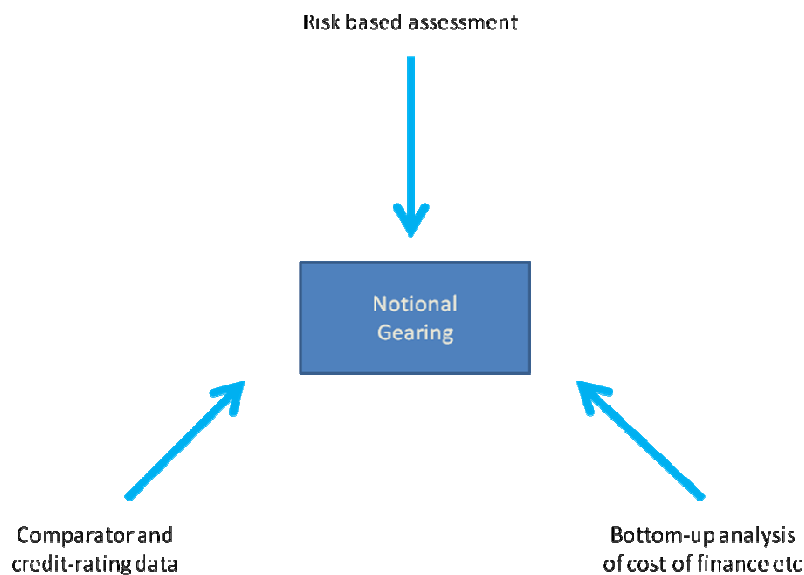 Risk based assessment
Notional
Gearing
Comparator and
credit-rating data
Bottom-up analysis
of cost of finance etc